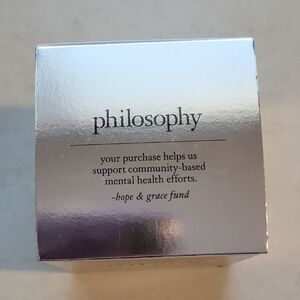 philosophy
your purchase helps us
support community-based
mental health efforts.
-hope & grace fund